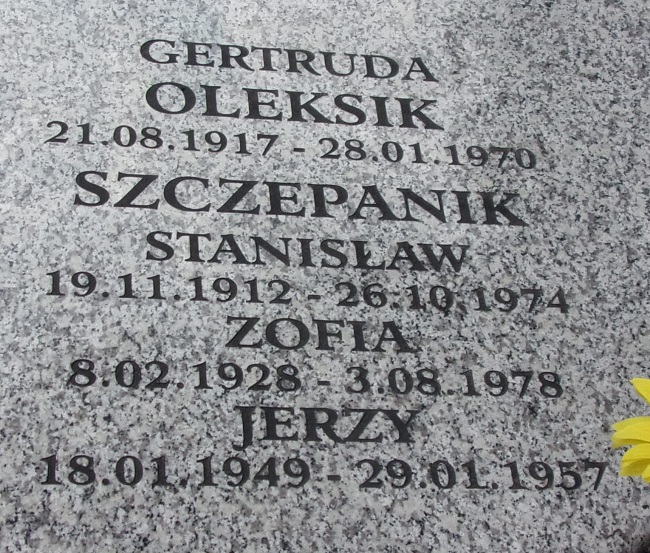 GERTRUDA
OLEKSIK
21.08.1917 - 28.01.1970
SZCZEPANIK
STANISŁAW
19.11.1912 - 26.10.1974
ZOFIA
8.02.1928 - 3.08.1978
JERZY
18.01.1949 - 29.01.1957